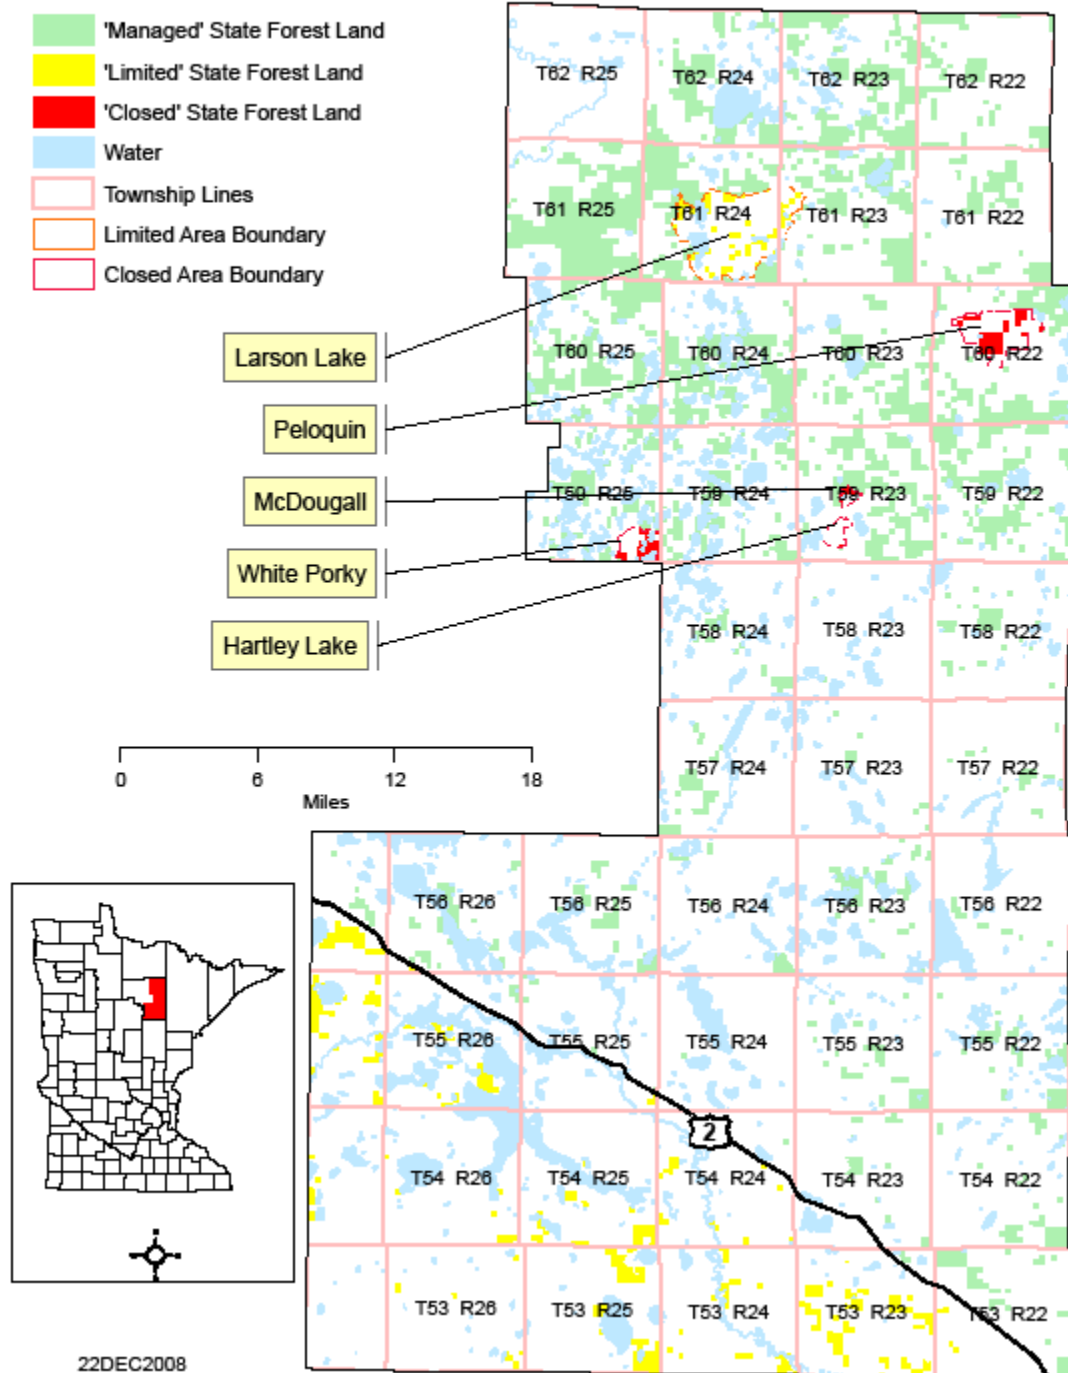 'Managed' State Forest Land
'Limited' State Forest Land
'Closed' State Forest Land
Water
Township Lines
Limited Area Boundary
Closed Area Boundary
T62 R25
T62 R24
T62 R23
T62 R22
T61 R25
T61 R24
T61 R23
T61 R22
Larson Lake
T60 R25
T60 R24
T60 R23
T60 R22
Peloquin
McDougall
T59 R25
T59 R24
T59 R23
T59 R22
White Porky
Hartley Lake
T58 R24
T58 R23
T58 R22
T57 R24
T57 R23
T57 R22
0 6 12 18
Miles
T56 R26
T56 R25
T56 R24
T56 R23
T56 R22
T55 R26
T55 R25
T55 R24
T55 R23
T55 R22
2
T54 R26
T54 R25
T54 R24
T54 R23
T54 R22
T53 R26
T53 R25
T53 R24
T53 R23
T53 R22
22DEC2008